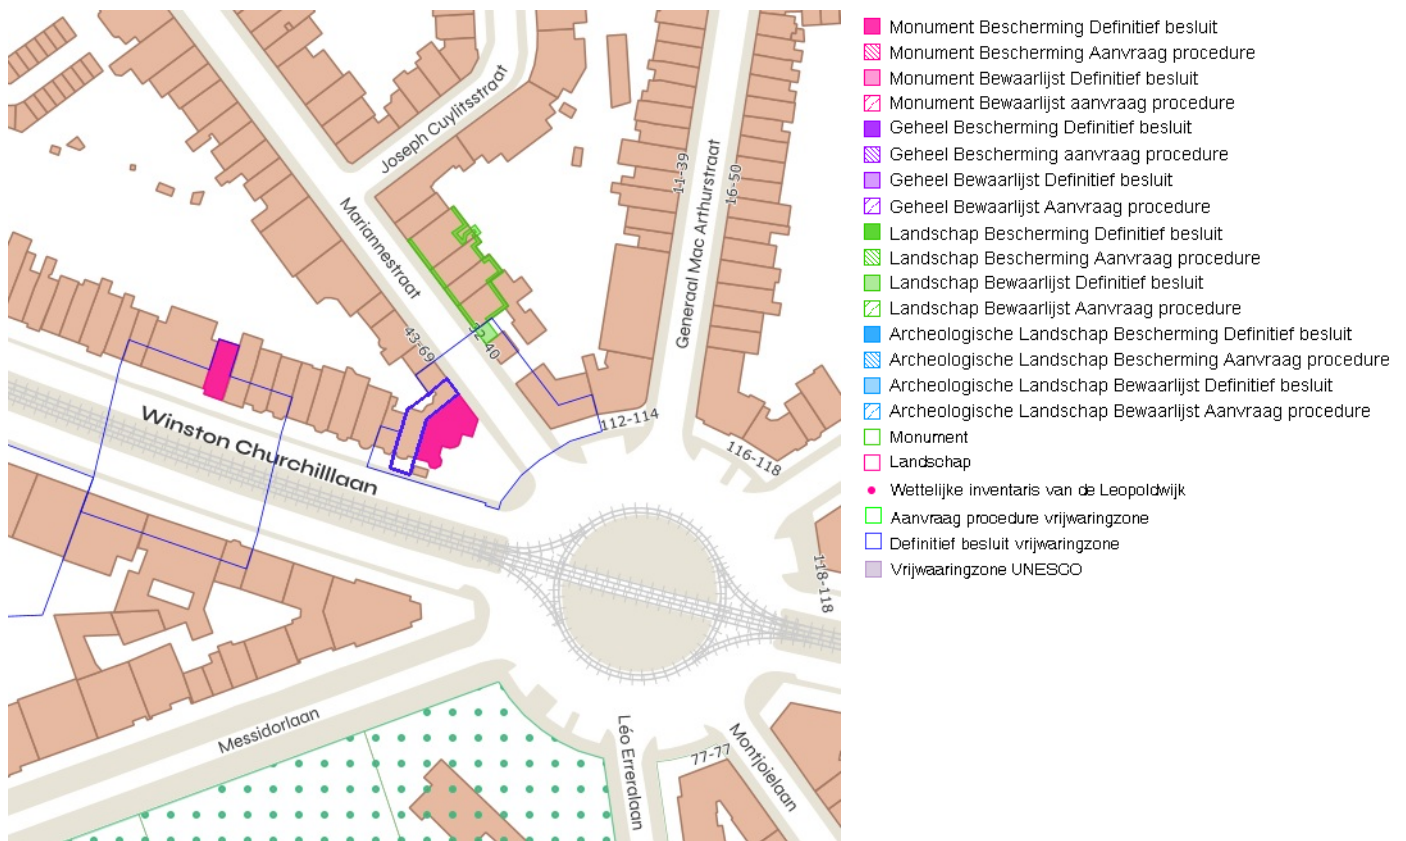 Joseph Cuylitsstraat
Mariannestraat
Generaal Mac Arthurstraat
11-39
16-50
43-69
32-40
112-114
116-118
118-118
Winston Churchilllaan
Messidorlaan
Léo Erreralaan
77-77
Montjoielaan
Monument Bescherming Definitief besluit
Monument Bescherming Aanvraag procedure
Monument Bewaarlijst Definitief besluit
Monument Bewaarlijst aanvraag procedure
Geheel Bescherming Definitief besluit
Geheel Bescherming aanvraag procedure
Geheel Bewaarlijst Definitief besluit
Geheel Bewaarlijst Aanvraag procedure
Landschap Bescherming Definitief besluit
Landschap Bescherming Aanvraag procedure
Landschap Bewaarlijst Definitief besluit
Landschap Bewaarlijst Aanvraag procedure
Archeologische Landschap Bescherming Definitief besluit
Archeologische Landschap Bescherming Aanvraag procedure
Archeologische Landschap Bewaarlijst Definitief besluit
Archeologische Landschap Bewaarlijst Aanvraag procedure
Monument
Landschap
Wettelijke inventaris van de Leopoldwijk
Aanvraag procedure vrijwaringzone
Definitief besluit vrijwaringzone
Vrijwaaringzone UNESCO